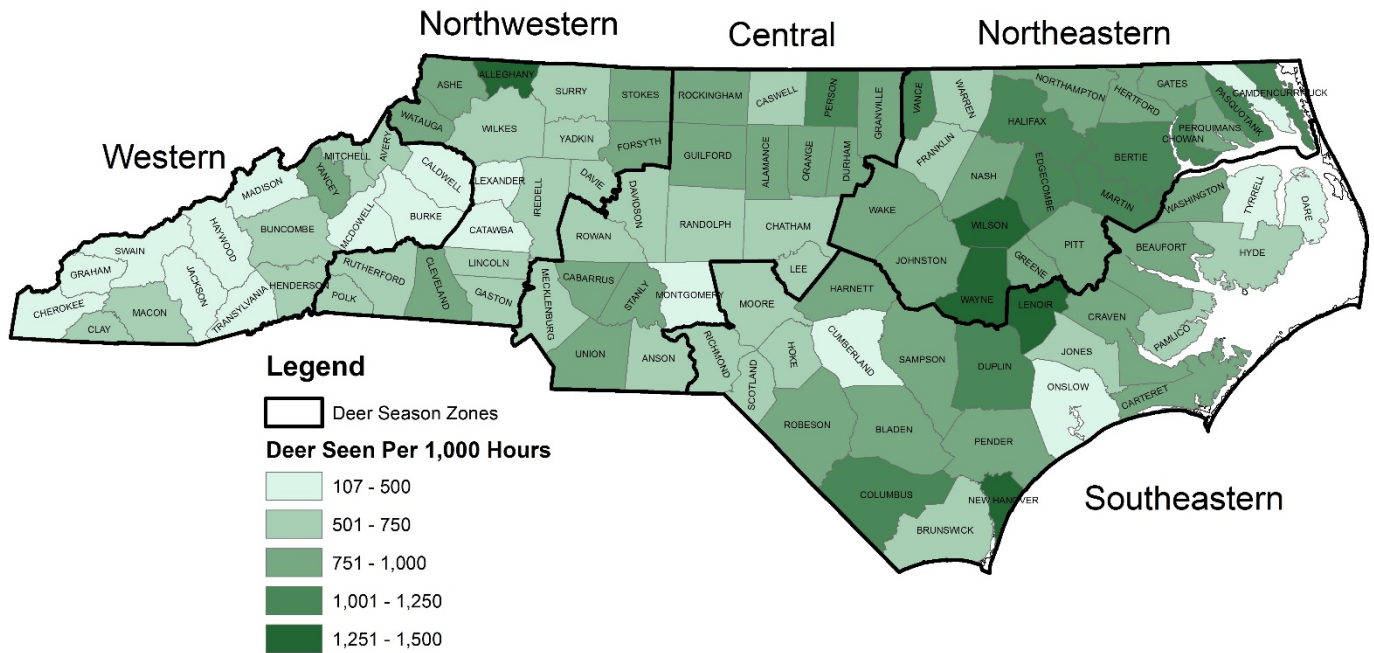 Northwestern
Central
Northeastern
Western
Southeastern
ALLEGHANY
ASHE
SURRY
STOKES
ROCKINGHAM
CASWELL
PERSON
GRANVILLE
VANCE
WARREN
NORTHAMPTON
GATES
HERTFORD
CAMDEN
CURRITUCK
PASQUOTANK
PERQUIMANS
CHOWAN
HALIFAX
BERTIE
WATAUGA
WILKES
YADKIN
FORSYTH
GUILFORD
ALAMANCE
ORANGE
DURHAM
FRANKLIN
NASH
EDGECOMBE
MARTIN
WASHINGTON
TYRRELL
DARE
MITCHELL
AVERY
YANCEY
CALDWELL
ALEXANDER
IREDELL
DAVIE
DAVIDSON
RANDOLPH
CHATHAM
WAKE
WILSON
PITT
BEAUFORT
HYDE
MADISON
BUNCOMBE
MCDOWELL
BURKE
CATAWBA
ROWAN
LEE
JOHNSTON
GREENE
HAYWOOD
SWAIN
GRAHAM
JACKSON
CHEROKEE
CLAY
MACON
TRANSYLVANIA
HENDERSON
POLK
RUTHERFORD
CLEVELAND
LINCOLN
GASTON
MECKLENBURG
CABARRUS
STANLY
MONTGOMERY
MOORE
HARNETT
WAYNE
LENOIR
CRAVEN
PAMLICO
UNION
ANSON
RICHMOND
SCOTLAND
HOKE
CUMBERLAND
SAMPSON
DUPLIN
JONES
ONSLOW
CARTERET
ROBESON
BLADEN
PENDER
COLUMBUS
NEW HANOVER
BRUNSWICK
Legend
Deer Season Zones
Deer Seen Per 1,000 Hours
107 - 500
501 - 750
751 - 1,000
1,001 - 1,250
1,251 - 1,500